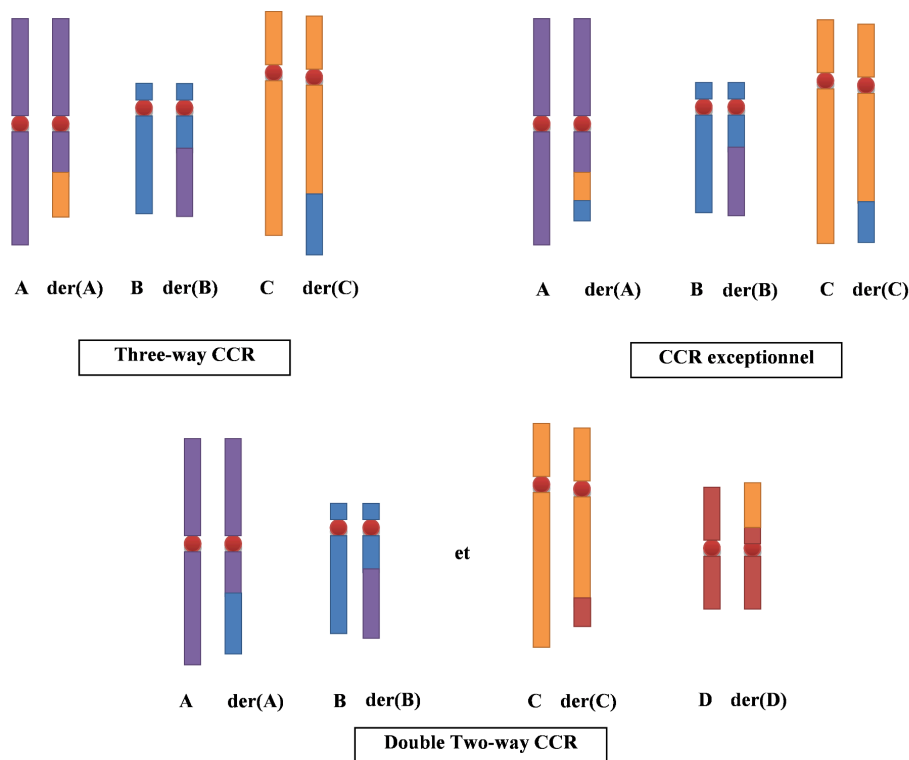 A der(A) B der(B) C der(C)
Three-way CCR
A der(A) B der(B) C der(C)
CCR exceptionnel
et
A der(A) B der(B) C der(C) D der(D)
Double Two-way CCR